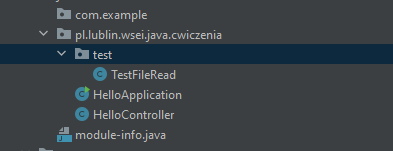 com.example
pl.lublin.wsei.java.cwiczenia
test
TestFileRead
HelloApplication
HelloController
module-info.java